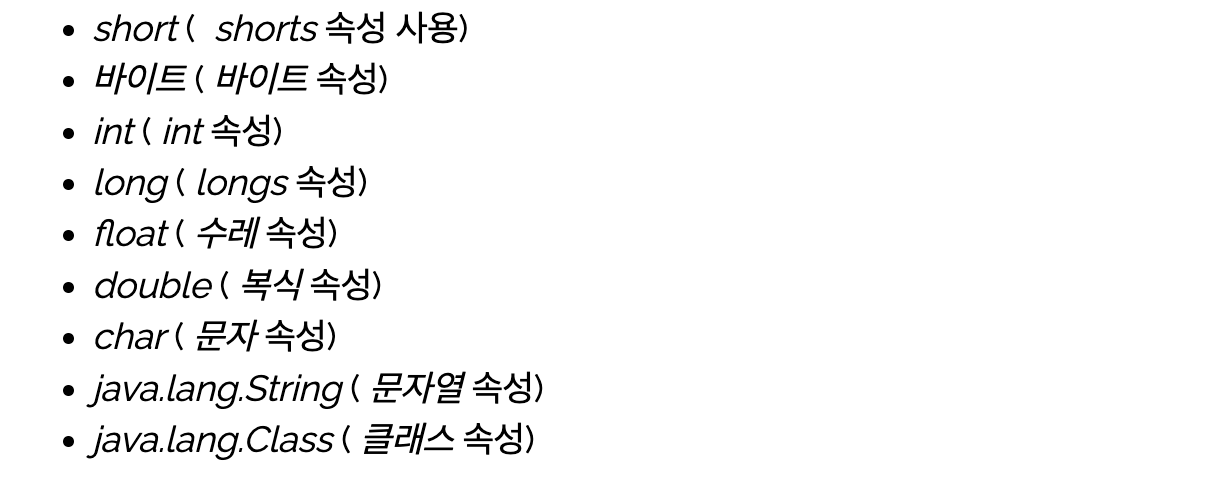 • short (  shorts 속성 사용)
• 바이트 ( 바이트 속성)
• int ( int 속성)
• long ( longs 속성)
• float ( 수레 속성)
• double ( 복식 속성)
• char ( 문자 속성)
• java.lang.String ( 문자열 속성)
• java.lang.Class ( 클래스 속성)